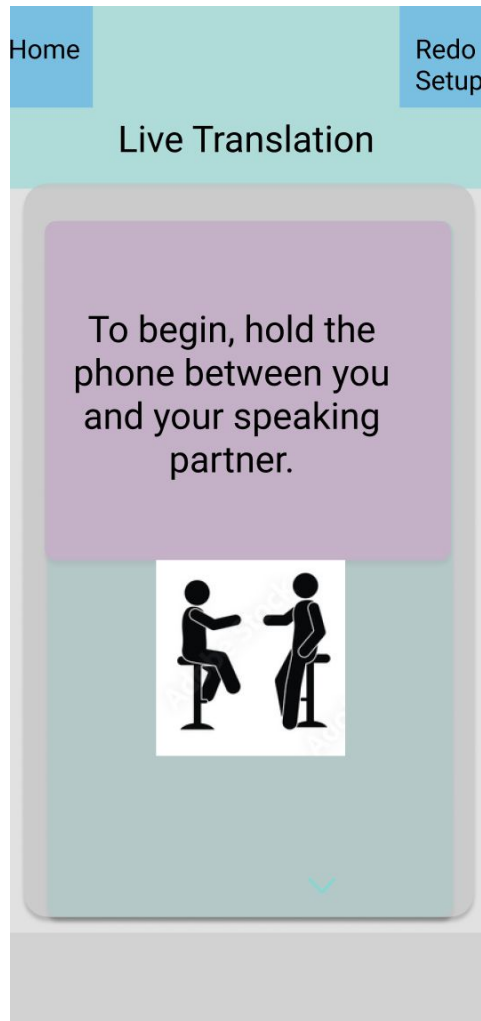 Home
Redo
Setup
Live Translation
To begin, hold the
phone between you
and your speaking
partner.